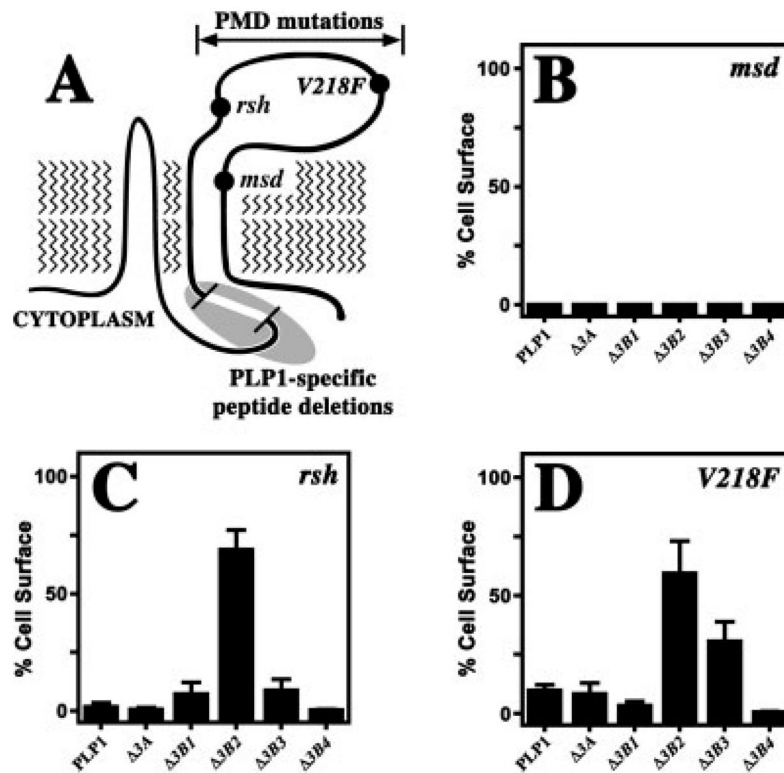 PMD mutations
A
V218F
rsh
msd
CYTOPLASM
PLP1-specific
peptide deletions
B
msd
% Cell Surface
100
50
0
PLP1 Δ3A Δ3B1 Δ3B2 Δ3B3 Δ3B4
C
rsh
% Cell Surface
100
50
0
PLP1 Δ3A Δ3B1 Δ3B2 Δ3B3 Δ3B4
D
V218F
% Cell Surface
100
50
0
PLP1 Δ3A Δ3B1 Δ3B2 Δ3B3 Δ3B4